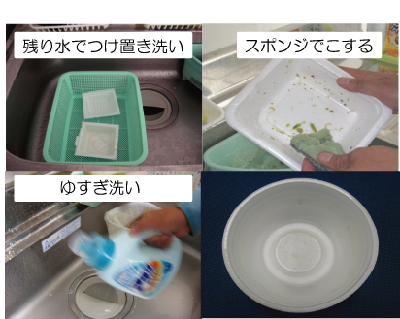 残り水でつけ置き洗い
スポンジでこする
ゆすぎ洗い